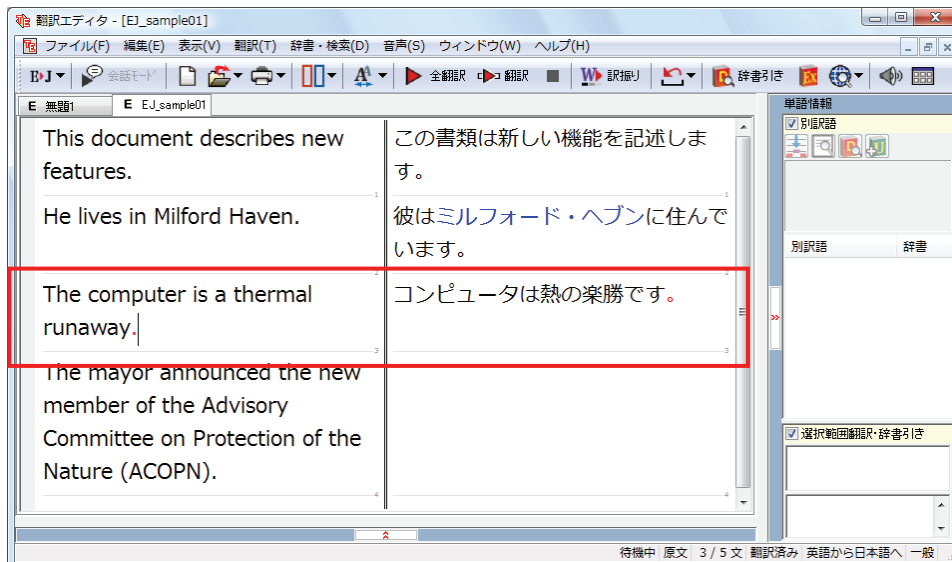 翻訳エディタ - [EJ_sample01]
ファイル(F) 編集(E) 表示(V) 翻訳(T) 辞書・検索(D) 音声(S) ウィンドウ(W) ヘルプ(H)
E▸J 会話モード 全翻訳 翻訳 訳振り 辞書引き
E 無題1 E EJ_sample01
This document describes new
features.
1
この書類は新しい機能を記述しま
す。
1
He lives in Milford Haven.
2
彼はミルフォード・ヘブンに住んで
います。
2
The computer is a thermal
runaway.
3
コンピュータは熱の楽勝です。
3
The mayor announced the new
member of the Advisory
Committee on Protection of the
Nature (ACOPN).
4
4
単語情報
別訳語
別訳語 辞書
選択範囲翻訳・辞書引き
待機中 原文 3 / 5 文 翻訳済み 英語から日本語へ 一般